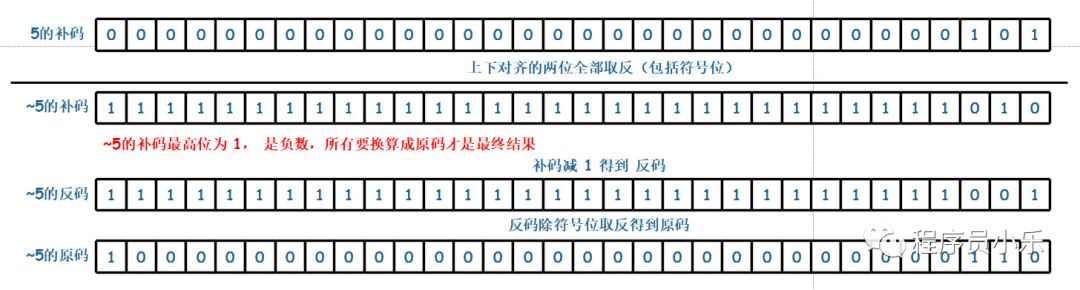 5的补码 0 0 0 0 0 0 0 0 0 0 0 0 0 0 0 0 0 0 0 0 0 0 0 0 0 0 0 0 0 1 0 1
上下对齐的两位全部取反（包括符号位）
~5的补码 1 1 1 1 1 1 1 1 1 1 1 1 1 1 1 1 1 1 1 1 1 1 1 1 1 1 1 1 1 0 1 0
~5的补码最高位为 1， 是负数，所有要换算成原码才是最终结果
补码减 1 得到 反码
~5的反码 1 1 1 1 1 1 1 1 1 1 1 1 1 1 1 1 1 1 1 1 1 1 1 1 1 1 1 1 1 0 0 1
反码除符号位取反得到原码
程序员小乐
~5的原码 1 0 0 0 0 0 0 0 0 0 0 0 0 0 0 0 0 0 0 0 0 0 0 0 0 0 0 0 0 1 1 0